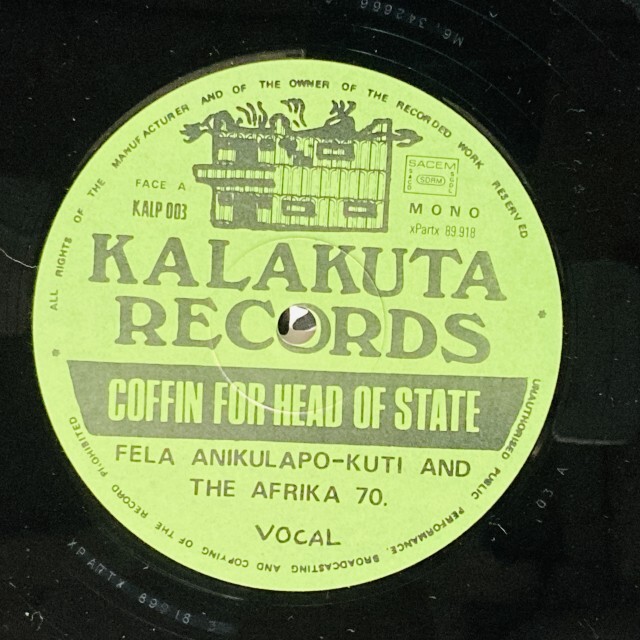 ALL RIGHTS OF THE MANUFACTURER AND OF THE OWNER OF THE RECORDED WORK RESERVED
FACE A
KALP 003
SACEM
SDRM
MONO
xPartx 89.918
KALAKUTA
RECORDS
COFFIN FOR HEAD OF STATE
FELA ANIKULAPO-KUTI AND
THE AFRIKA 70.
VOCAL
UNAUTHORISED PUBLIC PERFORMANCE, BROADCASTING AND COPYING OF THE RECORD PROHIBITED
03 A